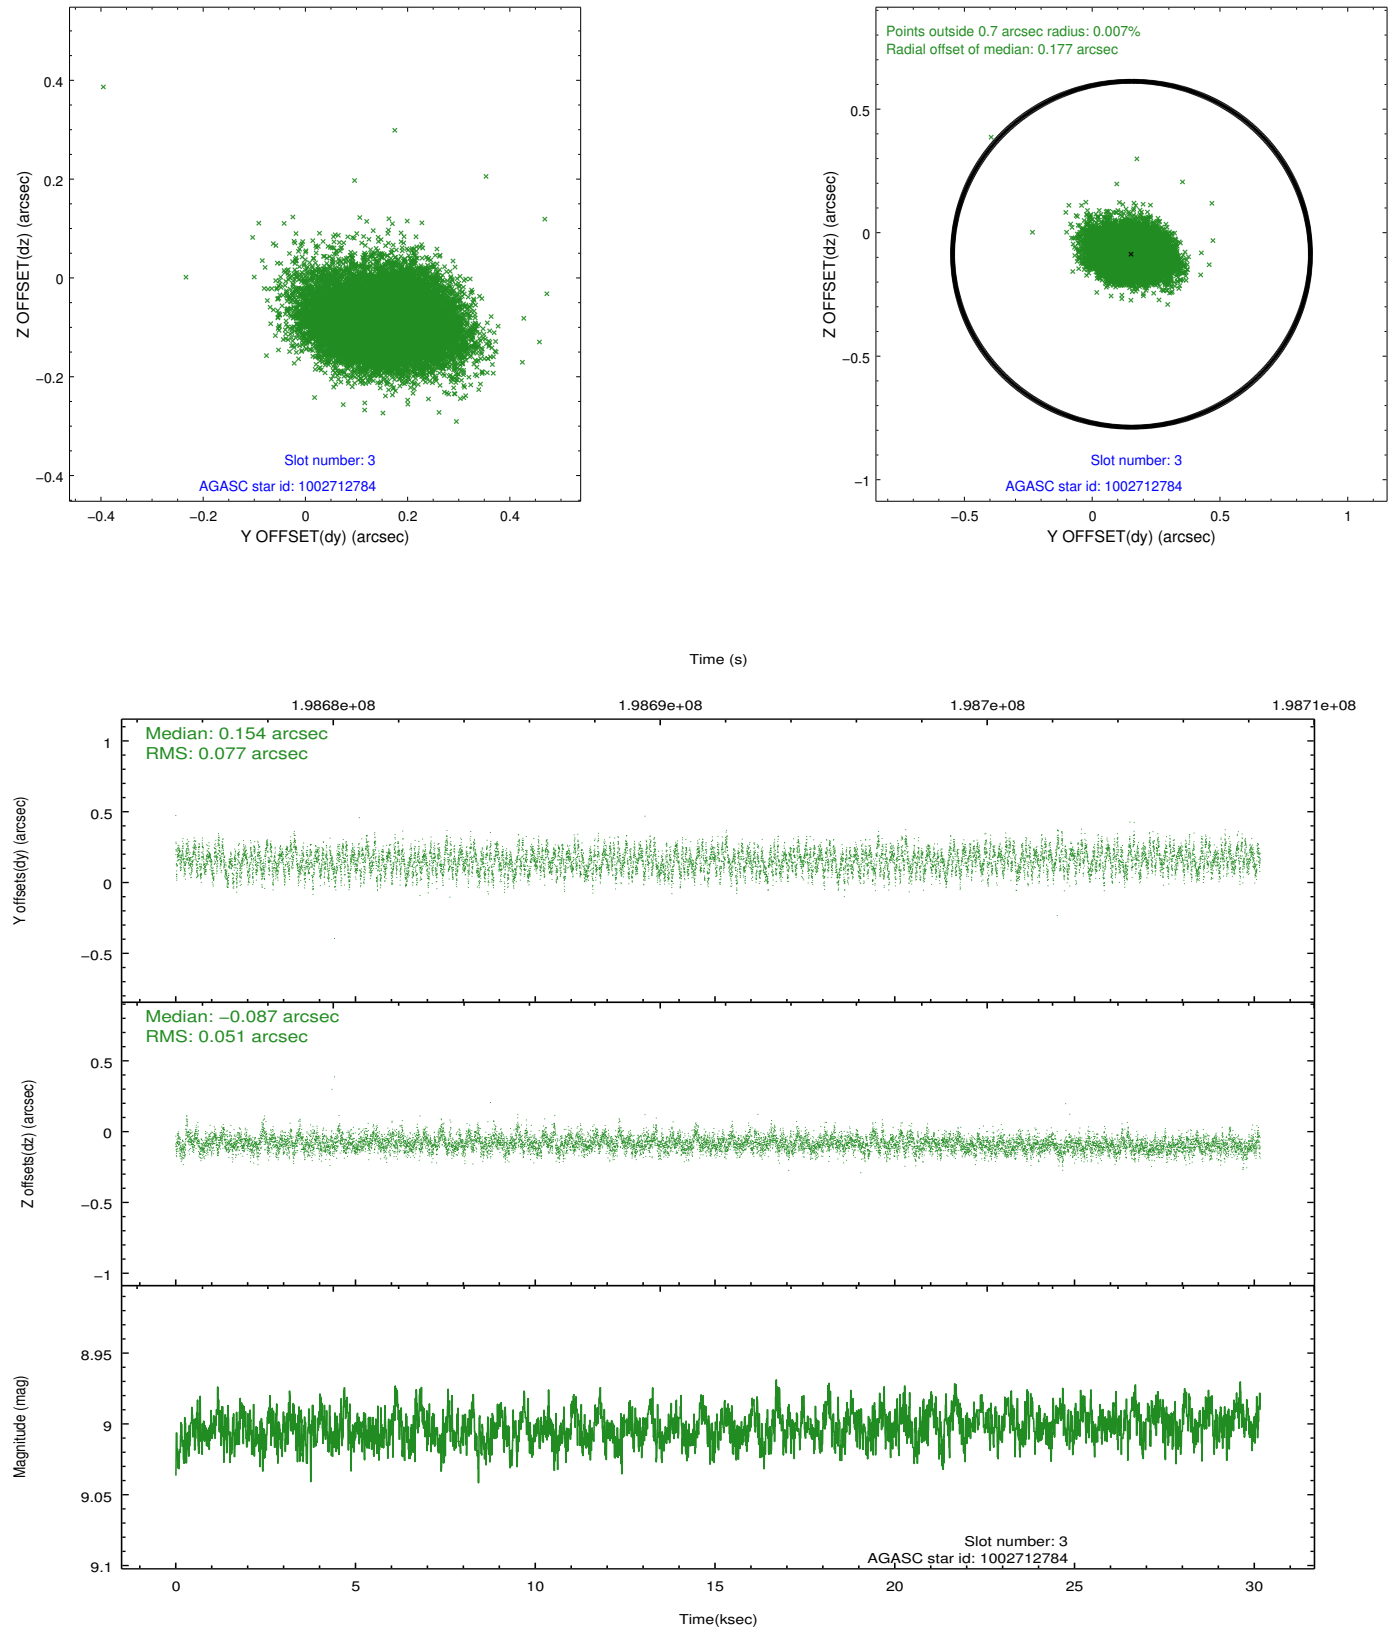 0.4
0.2
0
−0.2
−0.4
Z OFFSET(dz) (arcsec)
Slot number: 3
AGASC star id: 1002712784
−0.4
−0.2
0
0.2
0.4
Y OFFSET(dy) (arcsec)
Points outside 0.7 arcsec radius: 0.007%
Radial offset of median: 0.177 arcsec
0.5
0
−0.5
−1
Z OFFSET(dz) (arcsec)
Slot number: 3
AGASC star id: 1002712784
−0.5
0
0.5
1
Y OFFSET(dy) (arcsec)
Time (s)
1.9868e+08
1.9869e+08
1.987e+08
1.9871e+08
Median: 0.154 arcsec
RMS: 0.077 arcsec
1
0.5
0
−0.5
Y offsets(dy) (arcsec)
Median: −0.087 arcsec
RMS: 0.051 arcsec
0.5
0
−0.5
−1
Z offsets(dz) (arcsec)
8.95
9
9.05
9.1
Magnitude (mag)
Slot number: 3
AGASC star id: 1002712784
0
5
10
15
20
25
30
Time(ksec)